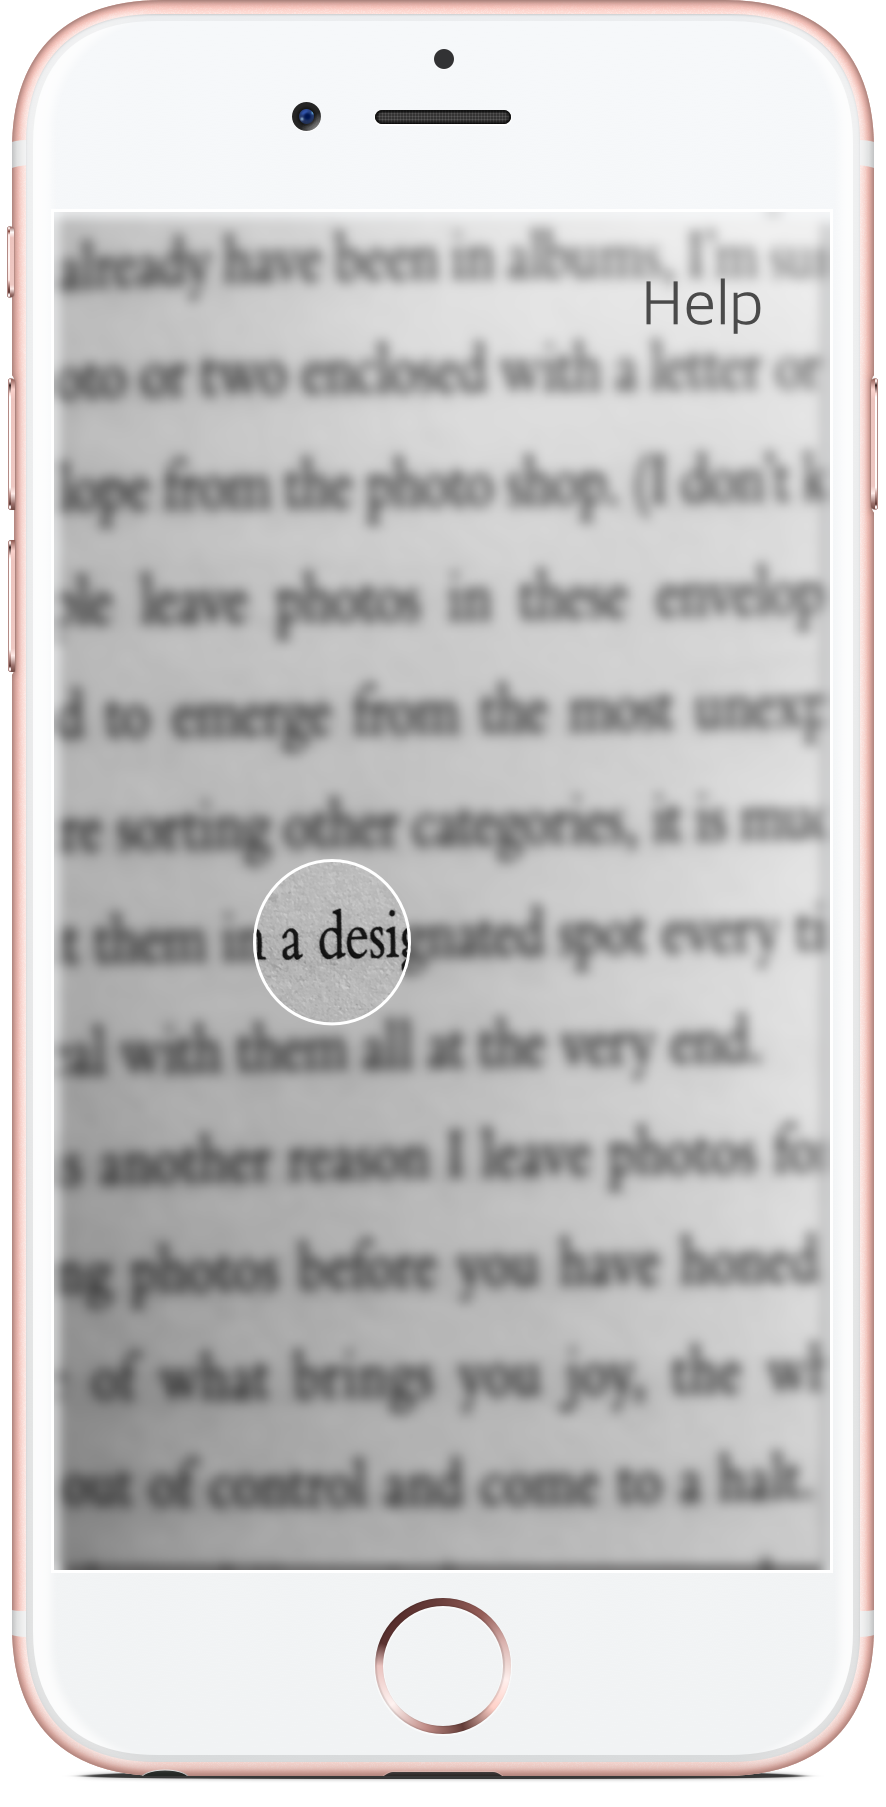 already have been in albums, I'm
Help
oto or two enclosed with a letter or
lope from the photo shop. (I don't k
ple leave photos in these envelop
d to emerge from the most unexp
re sorting other categories, it is muc
t them in a designated spot every ti
eal with them all at the very end.
s another reason I leave photos for
ng photos before you have honed
of what brings you joy, the wh
out of control and come to a halt.